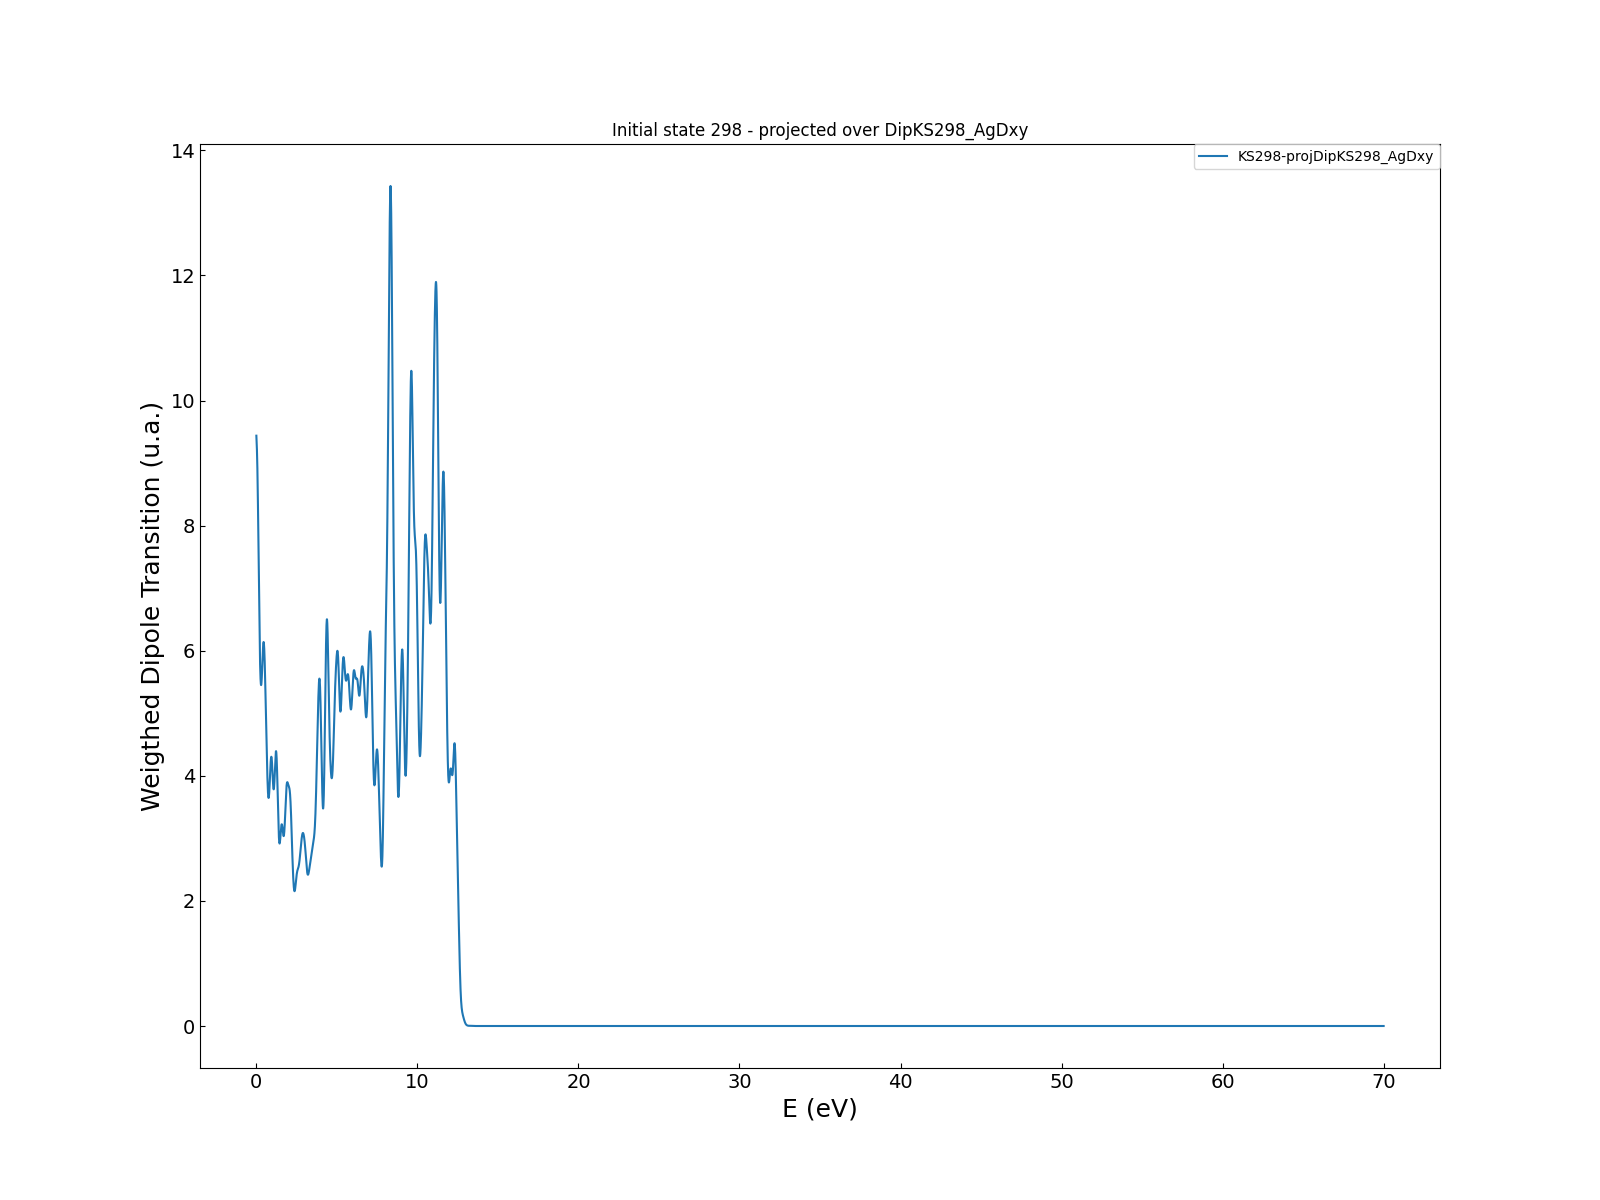 Initial state 298 - projected over DipKS298_AgDxy
KS298-projDipKS298_AgDxy
Weigthed Dipole Transition (u.a.)
14
12
10
8
6
4
2
0
0 10 20 30 40 50 60 70
E (eV)